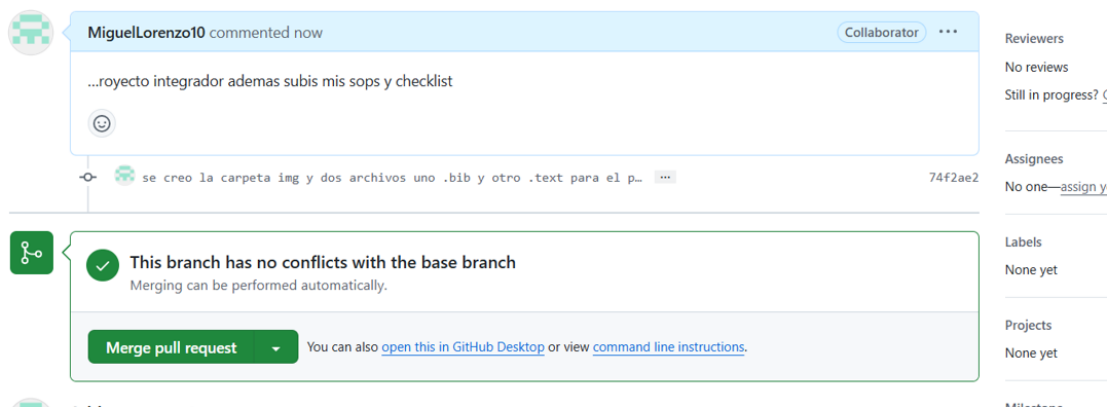 MiguelLorenzo10 commented now
Collaborator
...royecto integrador ademas subis mis sops y checklist
se creo la carpeta img y dos archivos uno .bib y otro .text para el p…
74f2ae2
This branch has no conflicts with the base branch
Merging can be performed automatically.
Merge pull request
You can also open this in GitHub Desktop or view command line instructions.
Reviewers
No reviews
Still in progress?
Assignees
No one—assign
Labels
None yet
Projects
None yet